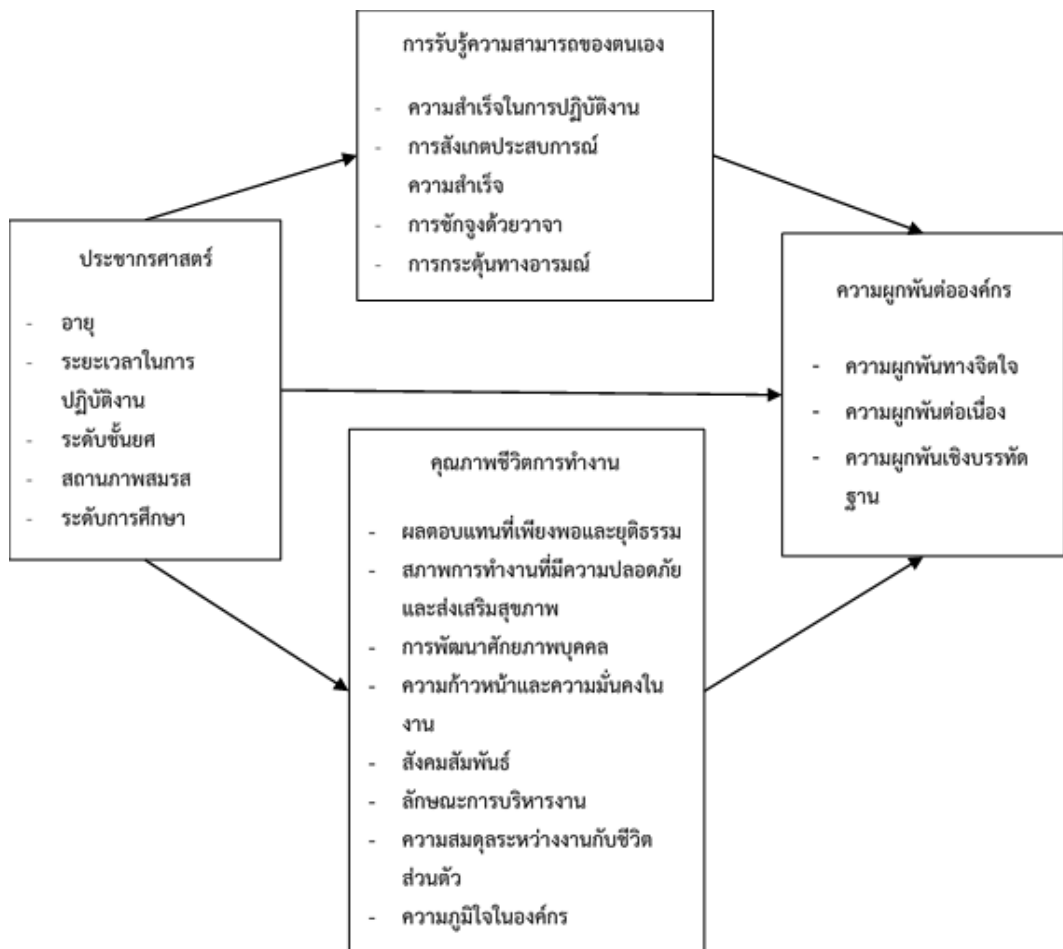 การรับรู้ความสามารถของตนเอง
- ความสำเร็จในการปฏิบัติงาน
- การสังเกตประสบการณ์
ความสำเร็จ
- การชักจูงด้วยวาจา
- การกระตุ้นทางอารมณ์
ประชากรศาสตร์
- อายุ
- ระยะเวลาในการ
ปฏิบัติงาน
- ระดับชั้นยศ
- สถานภาพสมรส
- ระดับการศึกษา
ความผูกพันต่อองค์กร
- ความผูกพันทางจิตใจ
- ความผูกพันต่อเนื่อง
- ความผูกพันเชิงบรรทัด
ฐาน
คุณภาพชีวิตการทำงาน
- ผลตอบแทนที่เพียงพอและยุติธรรม
- สภาพการทำงานที่มีความปลอดภัย
และส่งเสริมสุขภาพ
- การพัฒนาศักยภาพบุคคล
- ความก้าวหน้าและความมั่นคงใน
งาน
- สังคมสัมพันธ์
- ลักษณะการบริหารงาน
- ความสมดุลระหว่างงานกับชีวิต
ส่วนตัว
- ความภูมิใจในองค์กร